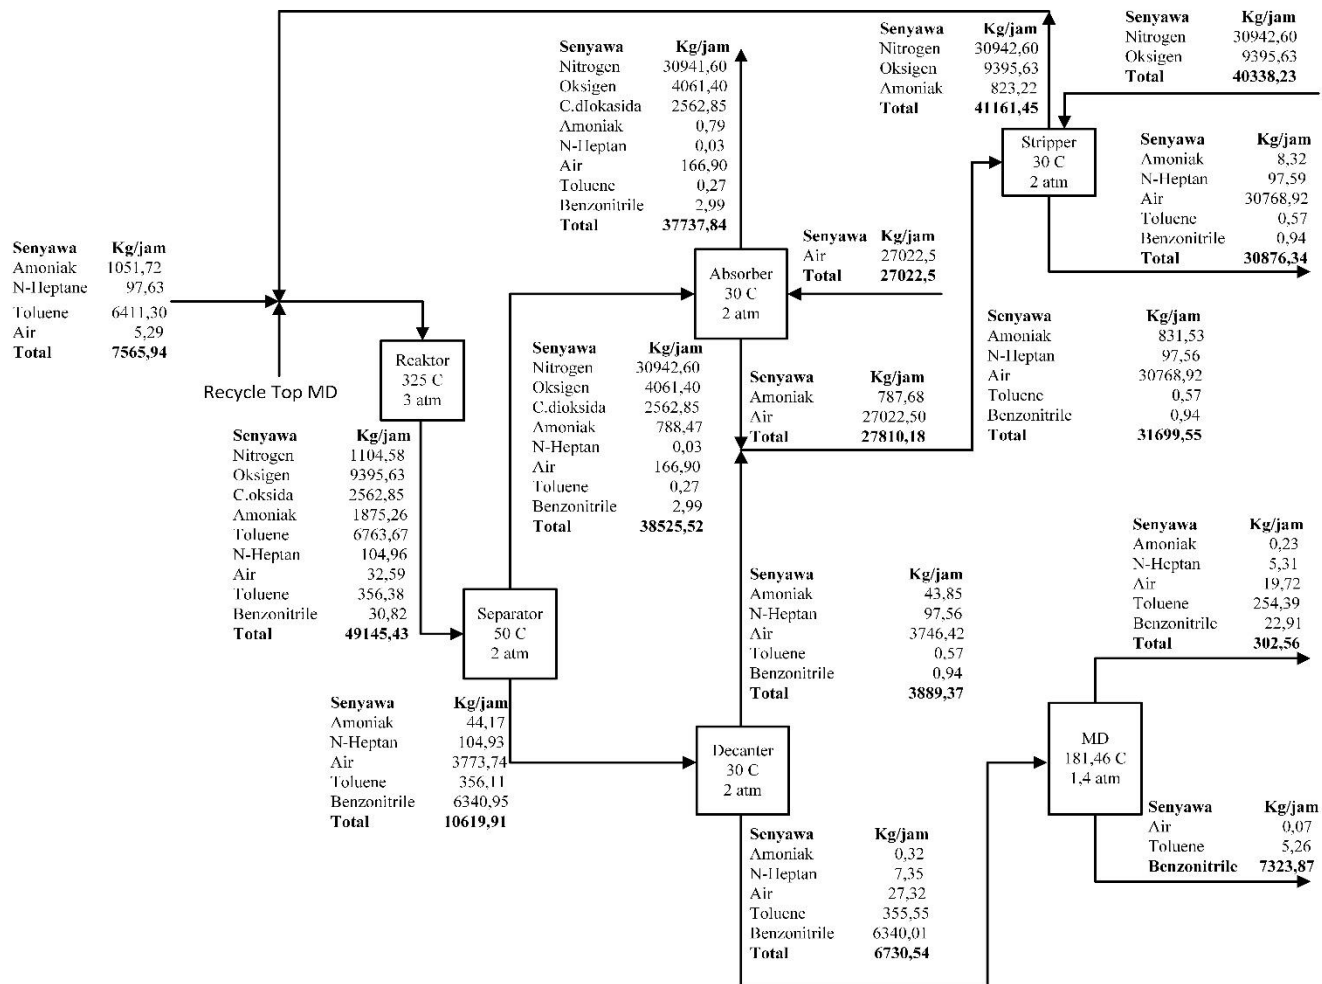 Senyawa Kg/jam
Amoniak 1051,72
N-Heptane 97,63
Toluene 6411,30
Air 5,29
Total 7565,94
Recycle Top MD
Reaktor
325 C
3 atm
Senyawa Kg/jam
Nitrogen 1104,58
Oksigen 9395,63
C.oksida 2562,85
Amoniak 1875,26
Toluene 6763,67
N-Heptan 104,96
Air 32,59
Toluene 356,38
Benzonitrile 30,82
Total 49145,43
Separator
50 C
2 atm
Senyawa Kg/jam
Amoniak 44,17
N-Heptan 104,93
Air 3773,74
Toluene 356,11
Benzonitrile 6340,95
Total 10619,91
Senyawa Kg/jam
Nitrogen 30941,60
Oksigen 4061,40
C.dIokasida 2562,85
Amoniak 0,79
N-Heptan 0,03
Air 166,90
Toluene 0,27
Benzonitrile 2,99
Total 37737,84
Absorber
30 C
2 atm
Senyawa Kg/jam
Air 27022,5
Total 27022,5
Senyawa Kg/jam
Nitrogen 30942,60
Oksigen 4061,40
C.dioksida 2562,85
Amoniak 788,47
N-Heptan 0,03
Air 166,90
Toluene 0,27
Benzonitrile 2,99
Total 38525,52
Senyawa Kg/jam
Amoniak 787,68
Air 27022,50
Total 27810,18
Senyawa Kg/jam
Amoniak 43,85
N-Heptan 97,56
Air 3746,42
Toluene 0,57
Benzonitrile 0,94
Total 3889,37
Decanter
30 C
2 atm
Senyawa Kg/jam
Amoniak 0,32
N-Heptan 7,35
Air 27,32
Toluene 355,55
Benzonitrile 6340,01
Total 6730,54
Senyawa Kg/jam
Nitrogen 30942,60
Oksigen 9395,63
Amoniak 823,22
Total 41161,45
Senyawa Kg/jam
Nitrogen 30942,60
Oksigen 9395,63
Total 40338,23
Stripper
30 C
2 atm
Senyawa Kg/jam
Amoniak 8,32
N-Heptan 97,59
Air 30768,92
Toluene 0,57
Benzonitrile 0,94
Total 30876,34
Senyawa Kg/jam
Amoniak 831,53
N-Heptan 97,56
Air 30768,92
Toluene 0,57
Benzonitrile 0,94
Total 31699,55
Senyawa Kg/jam
Amoniak 0,23
N-Heptan 5,31
Air 19,72
Toluene 254,39
Benzonitrile 22,91
Total 302,56
MD
181,46 C
1,4 atm
Senyawa Kg/jam
Air 0,07
Toluene 5,26
Benzonitrile 7323,87